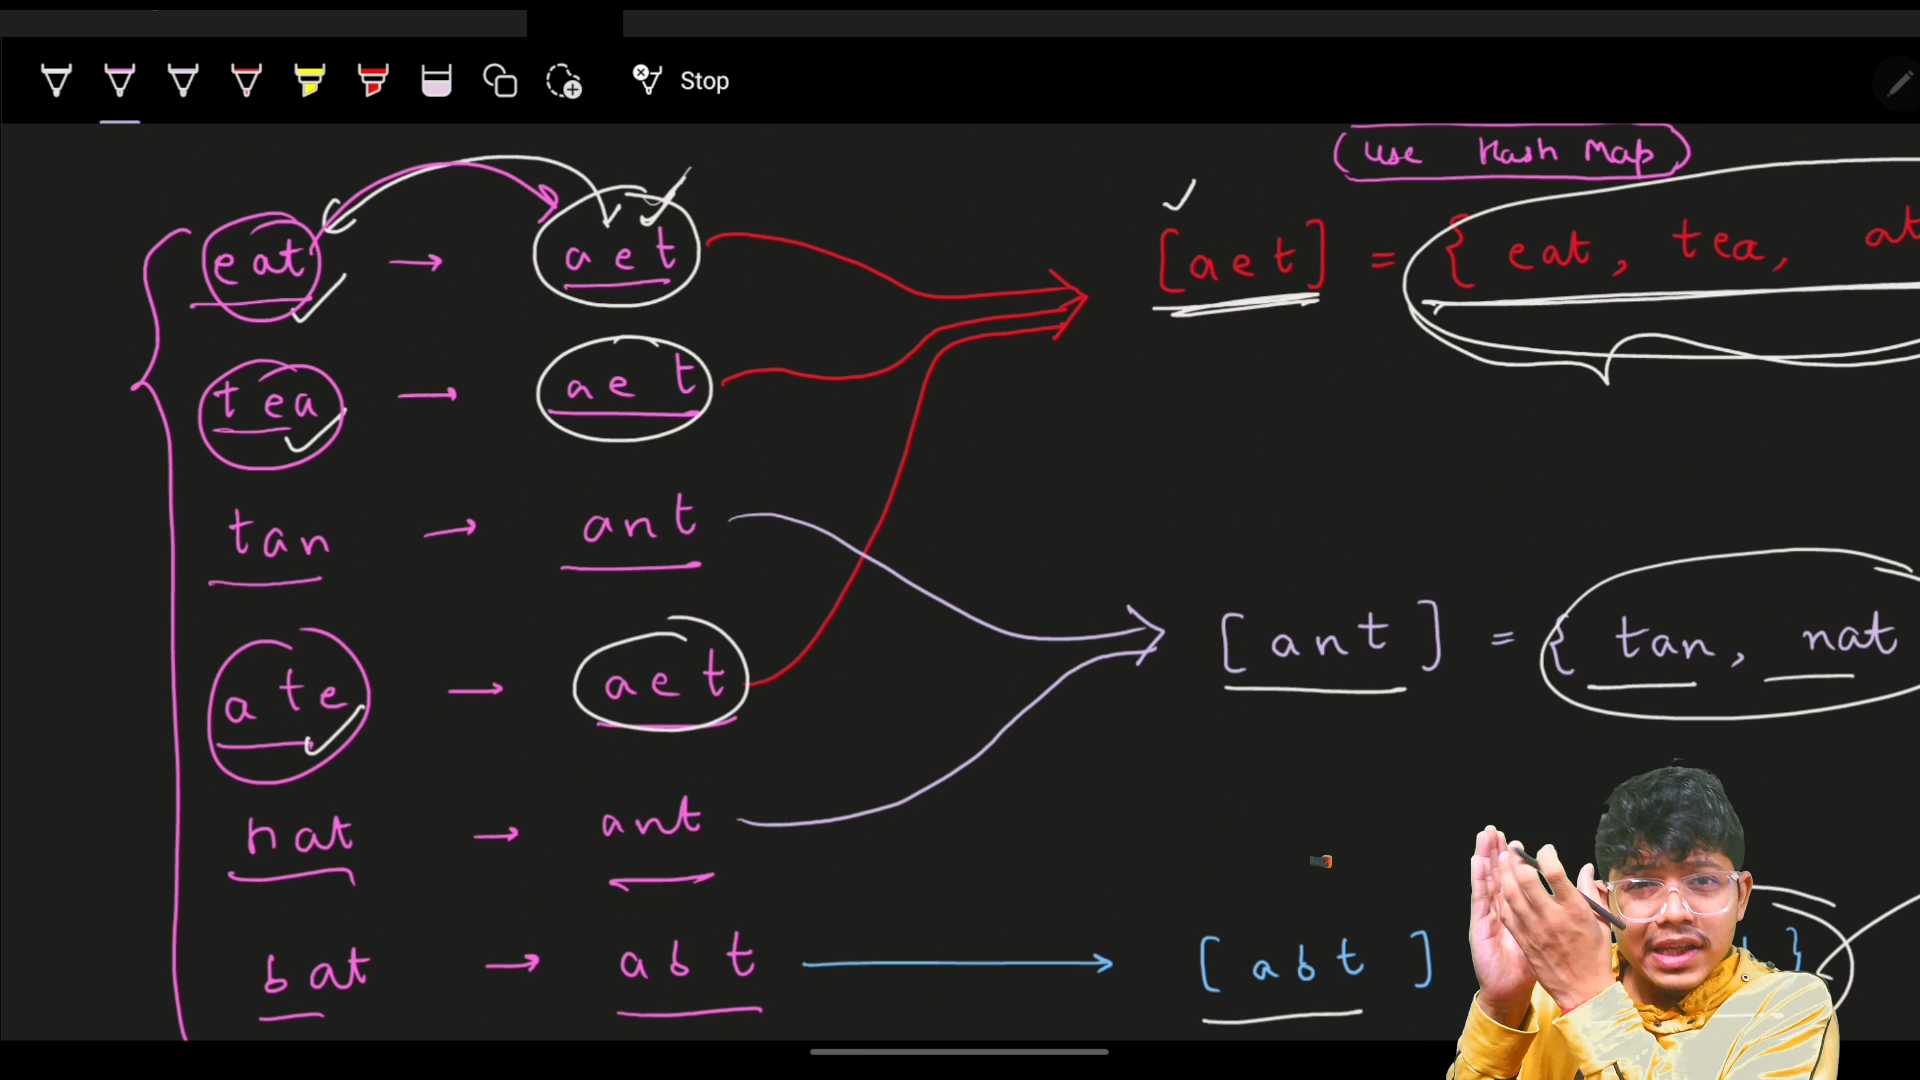 Stop
Use Hash Map
eat → aet [aet] = { eat, tea, at
tea → aet
tan → ant
[ant] = { tan, nat
ate → aet
nat → ant
bat → abt [abt] }